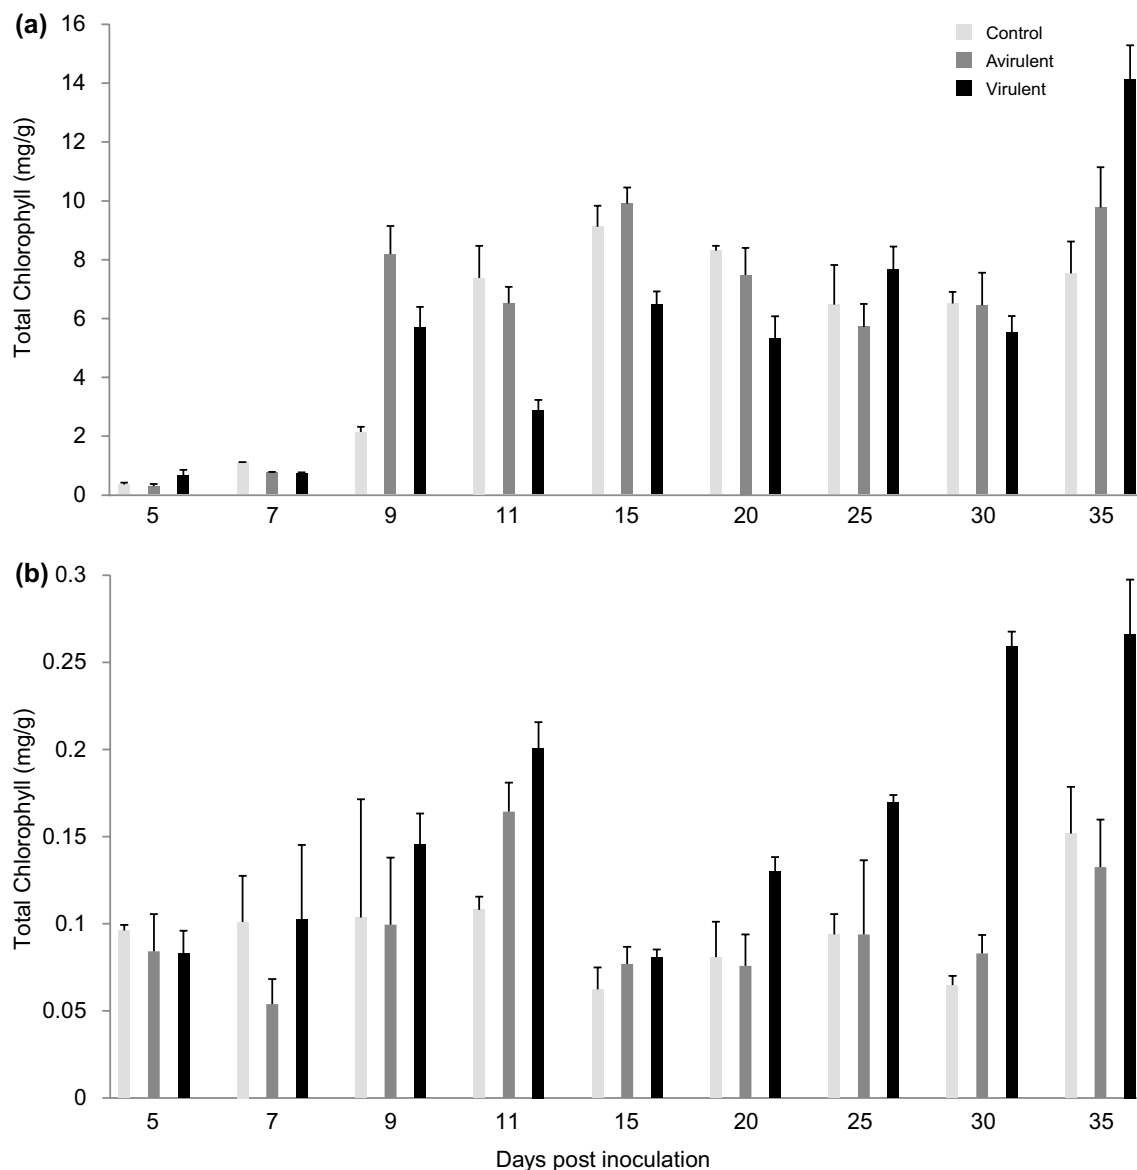 (a)
Total Chlorophyll (mg/g)
16
14
12
10
8
6
4
2
0
Control
Avirulent
Virulent
5 7 9 11 15 20 25 30 35
(b)
Total Chlorophyll (mg/g)
0.3
0.25
0.2
0.15
0.1
0.05
0
5 7 9 11 15 20 25 30 35
Days post inoculation